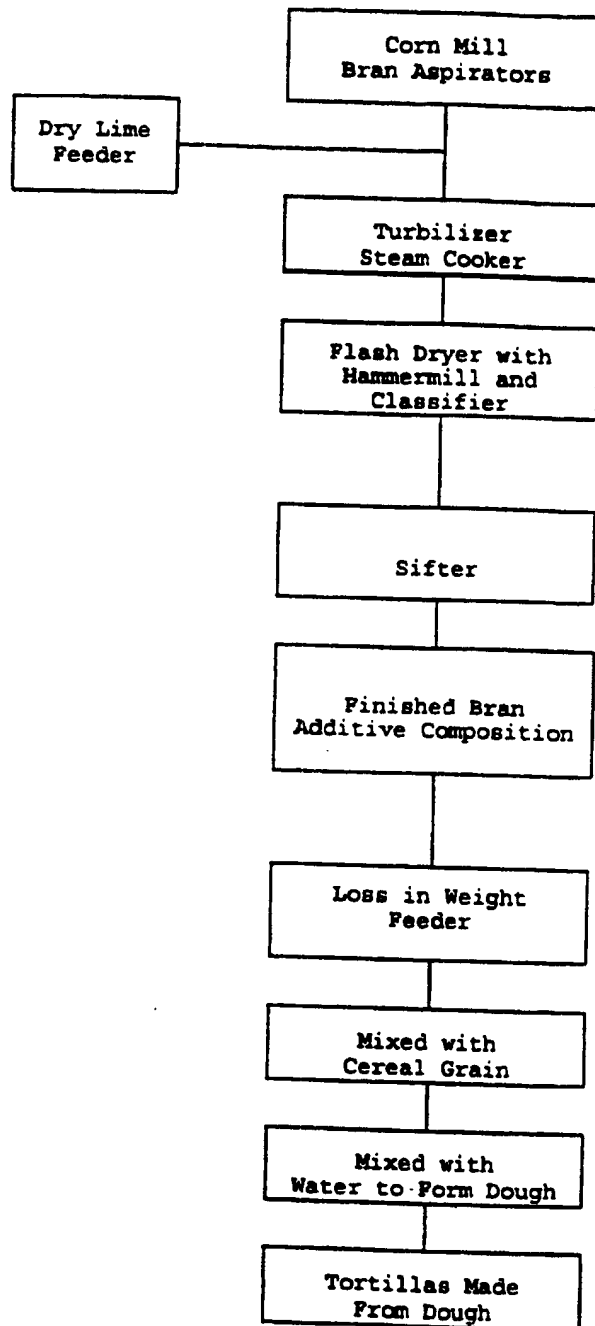 Corn Mill
Bran Aspirators
Dry Lime
Feeder
Turbilizer
Steam Cooker
Flash Dryer with
Hammermill and
Classifier
Sifter
Finished Bran
Additive Composition
Loss in Weight
Feeder
Mixed with
Cereal Grain
Mixed with
Water to Form Dough
Tortillas Made
From Dough